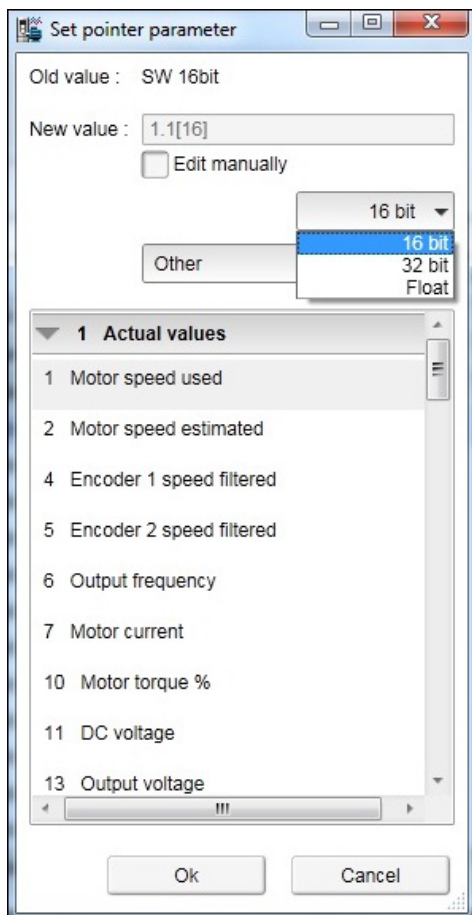 Set pointer parameter
Old value : SW 16bit
New value : 1.1[16]
Edit manually
16 bit
16 bit
32 bit
Other
Float
1 Actual values
1 Motor speed used
2 Motor speed estimated
4 Encoder 1 speed filtered
5 Encoder 2 speed filtered
6 Output frequency
7 Motor current
10 Motor torque %
11 DC voltage
13 Output voltage
Ok Cancel